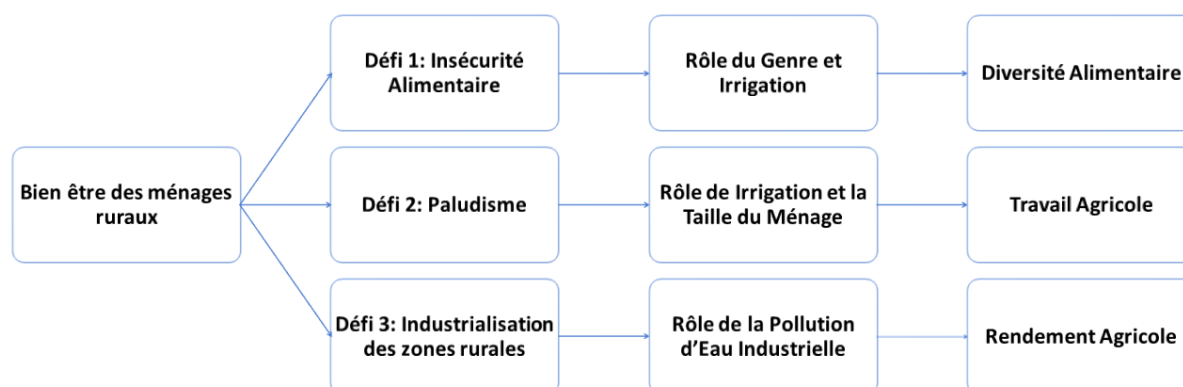 Défi 1: Insécurité
Alimentaire
Rôle du Genre et
Irrigation
Diversité Alimentaire
Bien être des ménages
ruraux
Défi 2: Paludisme
Rôle de Irrigation et la
Taille du Ménage
Travail Agricole
Défi 3: Industrialisation
des zones rurales
Rôle de la Pollution
d'Eau Industrielle
Rendement Agricole